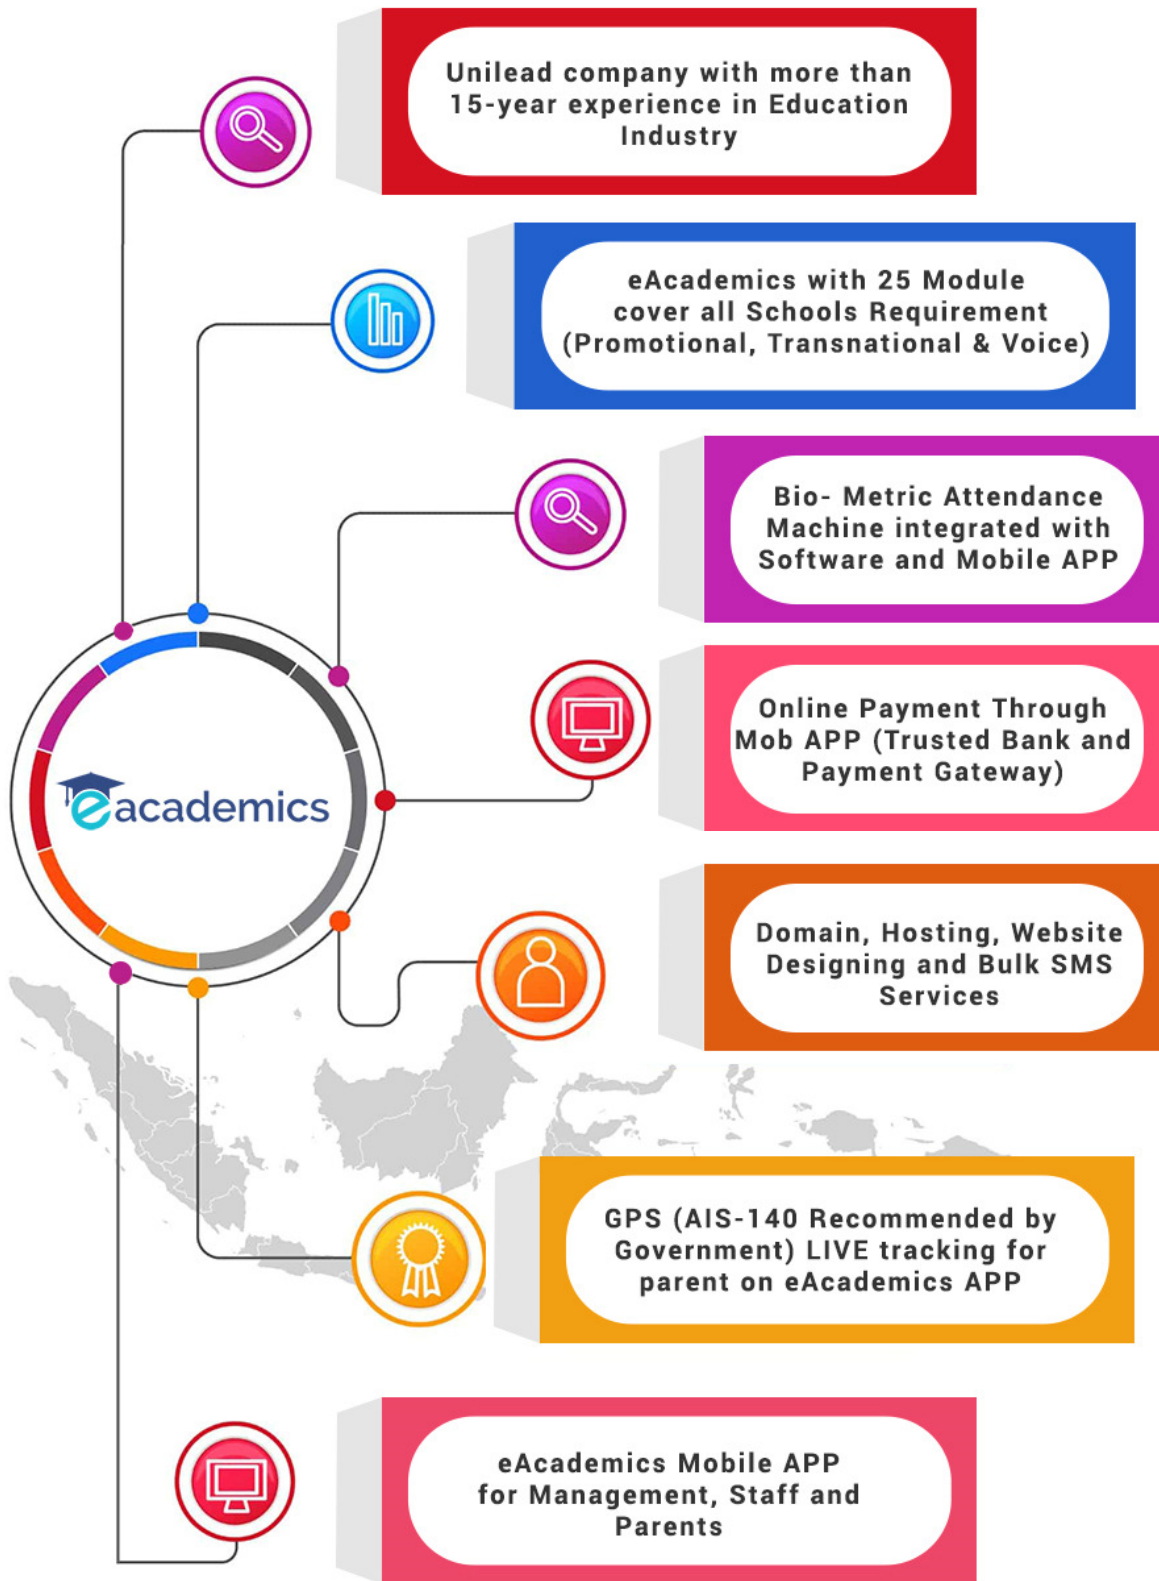 Unilead company with more than
15-year experience in Education
Industry
eAcademics with 25 Module
cover all Schools Requirement
(Promotional, Transnational & Voice)
Bio- Metric Attendance
Machine integrated with
Software and Mobile APP
Online Payment Through
Mob APP (Trusted Bank and
Payment Gateway)
eacademics
Domain, Hosting, Website
Designing and Bulk SMS
Services
GPS (AIS-140 Recommended by
Government) LIVE tracking for
parent on eAcademics APP
eAcademics Mobile APP
for Management, Staff and
Parents